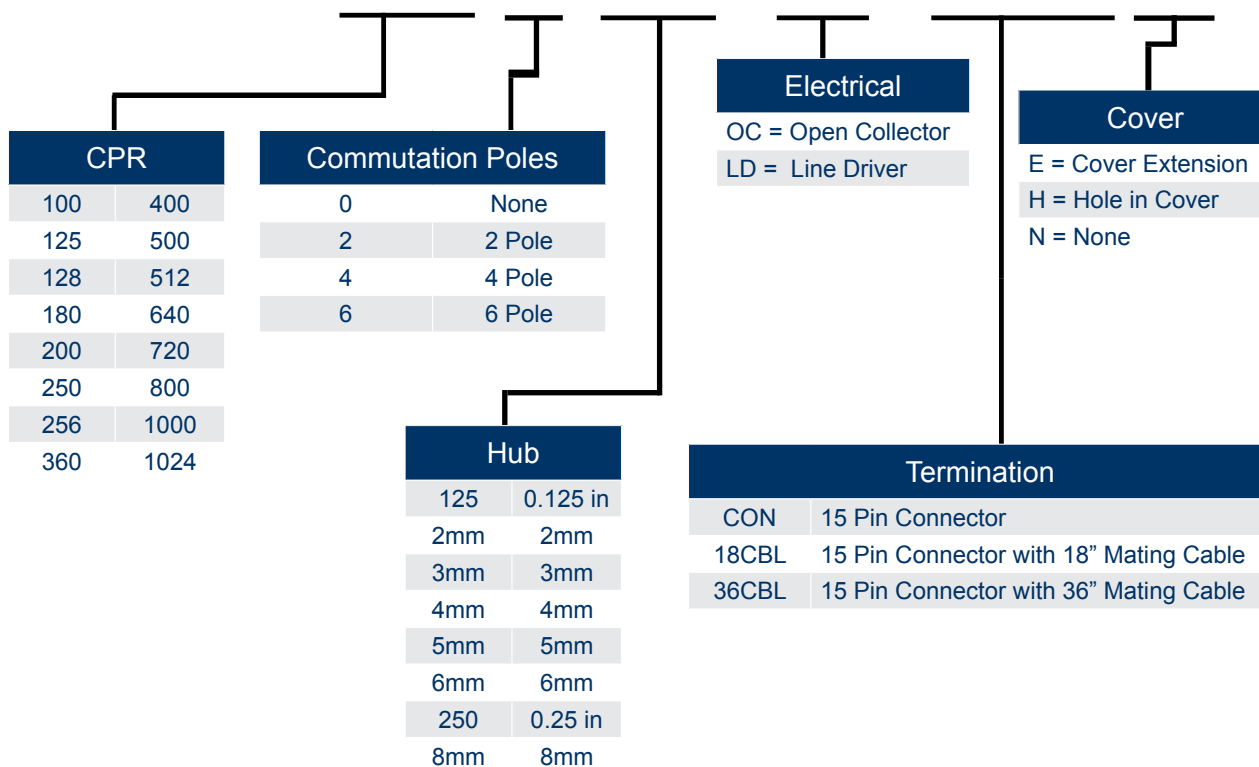 Electrical
OC = Open Collector
LD = Line Driver
Cover
E = Cover Extension
H = Hole in Cover
N = None
CPR
100 400
125 500
128 512
180 640
200 720
250 800
256 1000
360 1024
Commutation Poles
0 None
2 2 Pole
4 4 Pole
6 6 Pole
Hub
125 0.125 in
2mm 2mm
3mm 3mm
4mm 4mm
5mm 5mm
6mm 6mm
250 0.25 in
8mm 8mm
Termination
CON 15 Pin Connector
18CBL 15 Pin Connector with 18” Mating Cable
36CBL 15 Pin Connector with 36” Mating Cable